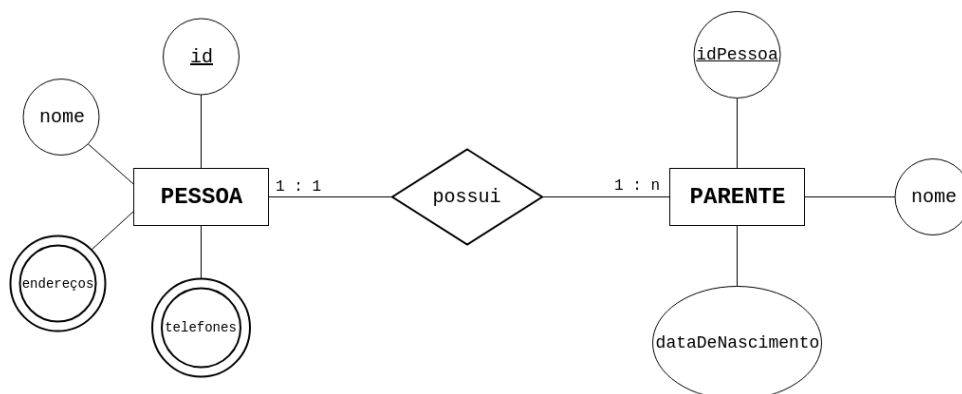 id
idPessoa
nome
PESSOA
1 : 1
possui
1 : n
PARENTE
nome
endereços
telefones
dataDeNascimento